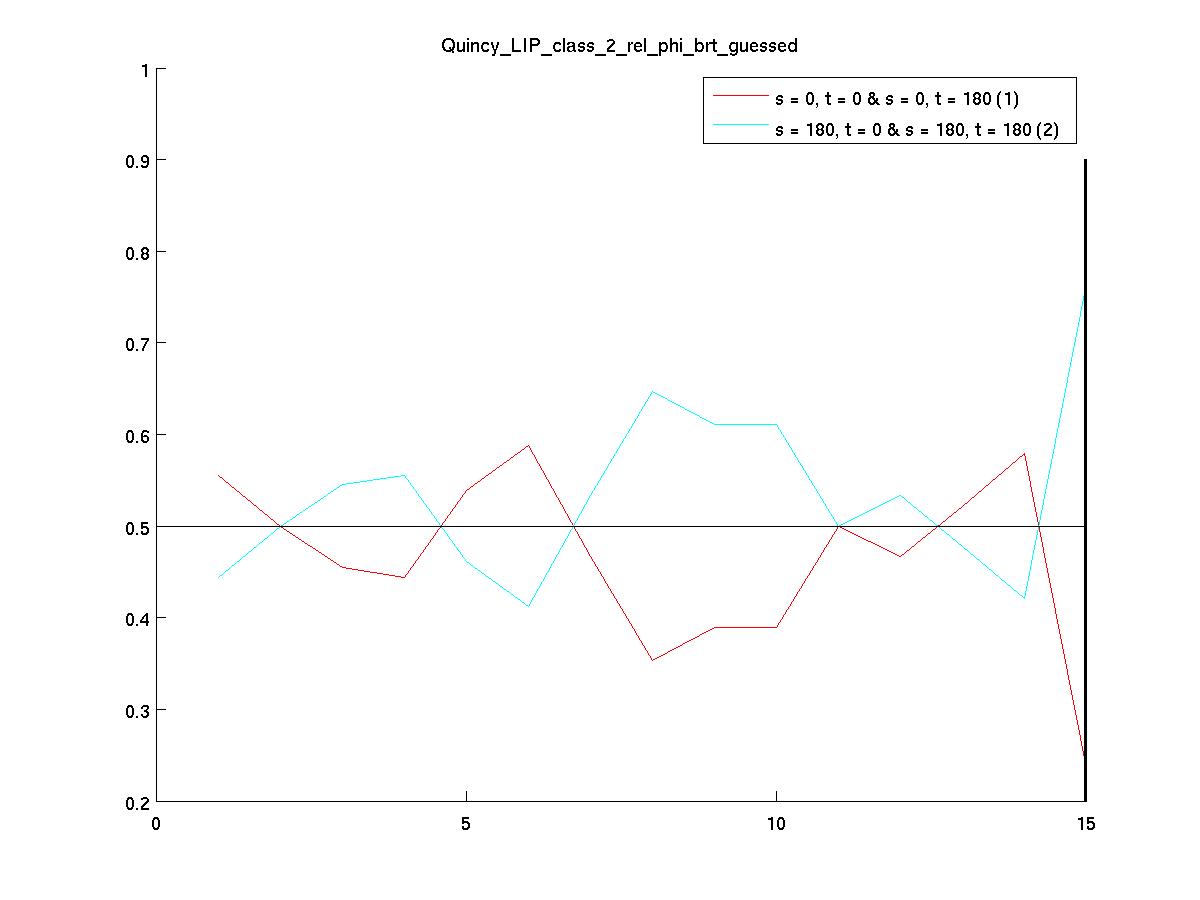 Quincy_LIP_class_2_rel_phi_brt_guessed
s = 0, t = 0 & s = 0, t = 180 (1)
s = 180, t = 0 & s = 180, t = 180 (2)
1
0.9
0.8
0.7
0.6
0.5
0.4
0.3
0.2
0 5 10 15